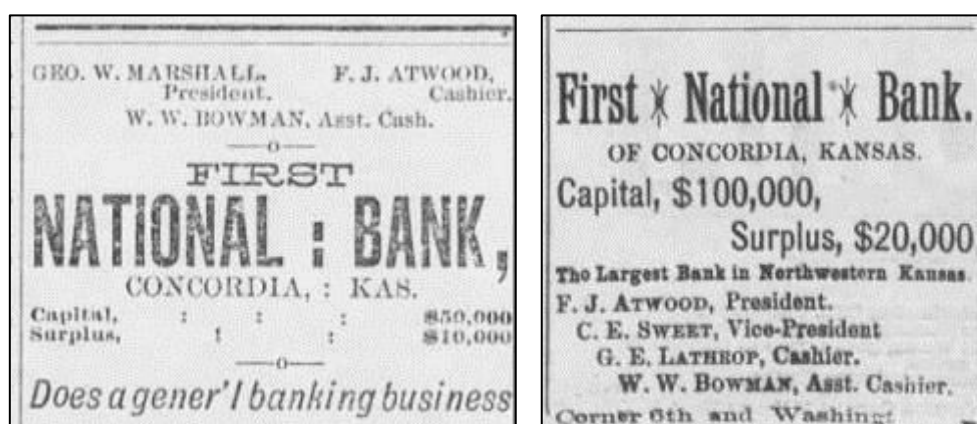 GEO. W. MARSHALL, F. J. ATWOOD,
President. Cashier.
W. W. BOWMAN, Asst. Cash.
FIRST
NATIONAL : BANK,
CONCORDIA, : KAS.
Capital, : : : $50,000
Surplus, : : $10,000
Does a gener'l banking business
First National Bank.
OF CONCORDIA, KANSAS.
Capital, $100,000,
Surplus, $20,000
The Largest Bank in Northwestern Kansas.
F. J. ATWOOD, President.
C. E. SWEET, Vice-President
G. E. LATHROP, Cashier.
W. W. BOWMAN, Asst. Cashier.
Corner 6th and Washingt